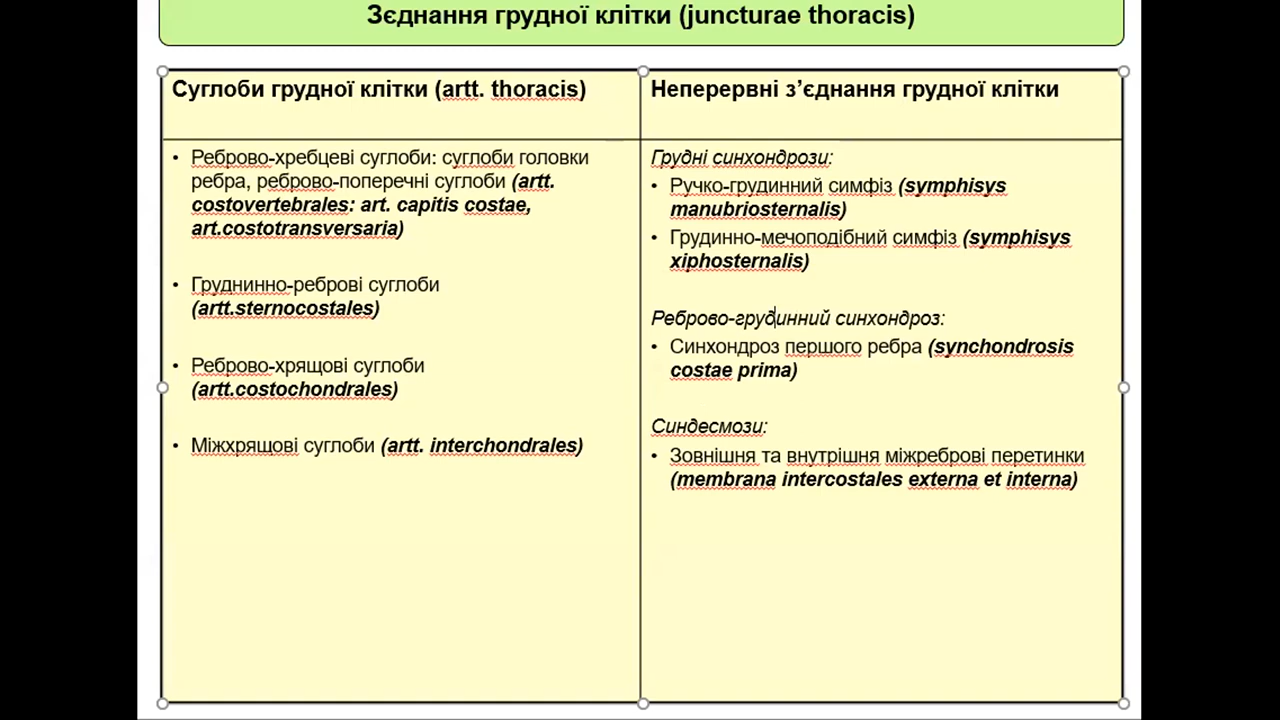 Зєднання грудної клітки (juncturae thoracis)
Суглоби грудної клітки (artt. thoracis)
• Реброво-хребцеві суглоби: суглоби головки
ребра, реброво-поперечні суглоби (artt.
costovertebrales: art. capitis costae,
art.costotransversaria)
• Груднинно-реброві суглоби
(artt.sternocostales)
• Реброво-хрящові суглоби
(artt.costochondrales)
• Міжхрящові суглоби (artt. interchondrales)
Неперервні з’єднання грудної клітки
Грудні синхондрози:
• Ручко-грудинний симфіз (symphisys
manubriosternalis)
• Грудинно-мечоподібний симфіз (symphisys
xiphosternalis)
Реброво-грудинний синхондроз:
• Синхондроз першого ребра (synchondrosis
costae prima)
Синдесмози:
• Зовнішня та внутрішня міжреброві перетинки
(membrana intercostales externa et interna)